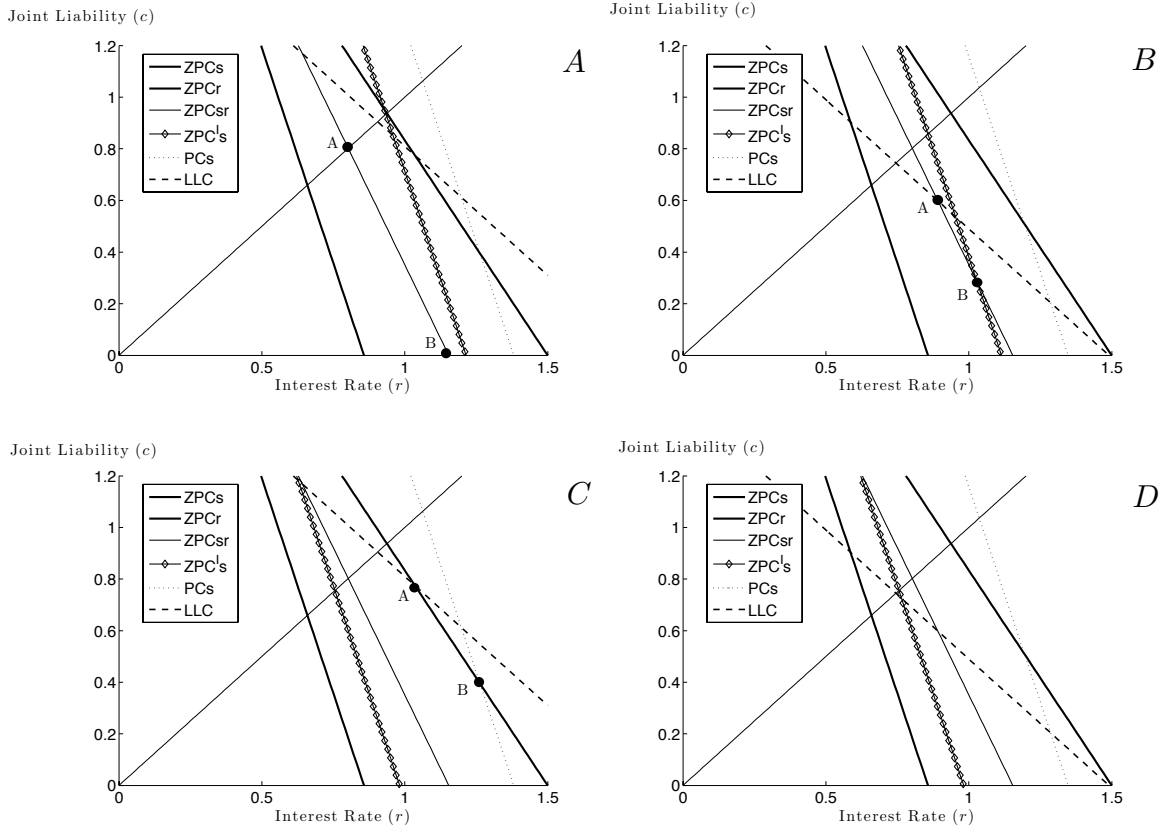 Joint Liability (c)
A
1.2
1
0.8
0.6
0.4
0.2
0
ZPCs
ZPCr
ZPCsr
ZPC^I s
PCs
LLC
A
B
0
0.5
1
1.5
Interest Rate (r)
Joint Liability (c)
B
1.2
1
0.8
0.6
0.4
0.2
0
ZPCs
ZPCr
ZPCsr
ZPC^I s
PCs
LLC
A
B
0
0.5
1
1.5
Interest Rate (r)
Joint Liability (c)
C
1.2
1
0.8
0.6
0.4
0.2
0
ZPCs
ZPCr
ZPCsr
ZPC^I s
PCs
LLC
A
B
0
0.5
1
1.5
Interest Rate (r)
Joint Liability (c)
D
1.2
1
0.8
0.6
0.4
0.2
0
ZPCs
ZPCr
ZPCsr
ZPC^I s
PCs
LLC
0
0.5
1
1.5
Interest Rate (r)